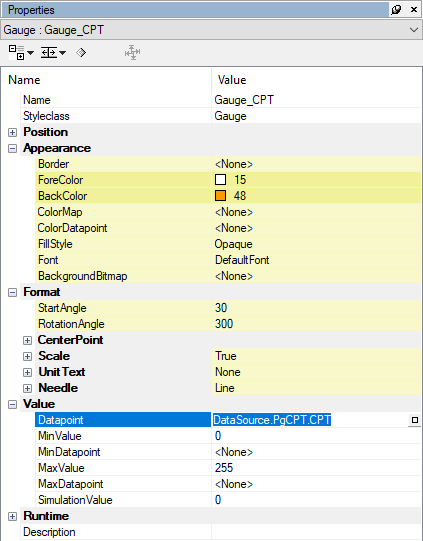 Properties
Gauge : Gauge_CPT
Name Value
Name Gauge_CPT
Styleclass Gauge
Position
Appearance
Border <None>
ForeColor 15
BackColor 48
ColorMap <None>
ColorDatapoint <None>
FillStyle Opaque
Font DefaultFont
BackgroundBitmap <None>
Format
StartAngle 30
RotationAngle 300
CenterPoint
Scale True
UnitText None
Needle Line
Value
Datapoint DataSource.PgCPT.CPT
MinValue 0
MinDatapoint <None>
MaxValue 255
MaxDatapoint <None>
SimulationValue 0
Runtime
Description